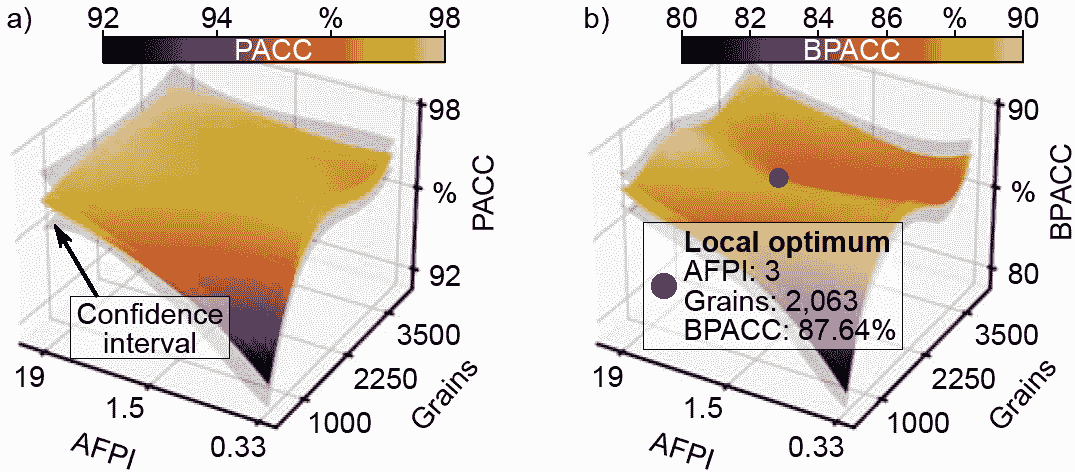 a) 92 94 % 98
PACC
98
%
92
PACC
Confidence
interval
19
1.5
0.33
AFPI
1000
2250
3500
Grains
b) 80 82 84 86 % 90
BPACC
90
%
80
BPACC
Local optimum
AFPI: 3
Grains: 2,063
BPACC: 87.64%
19
1.5
0.33
AFPI
1000
2250
3500
Grains